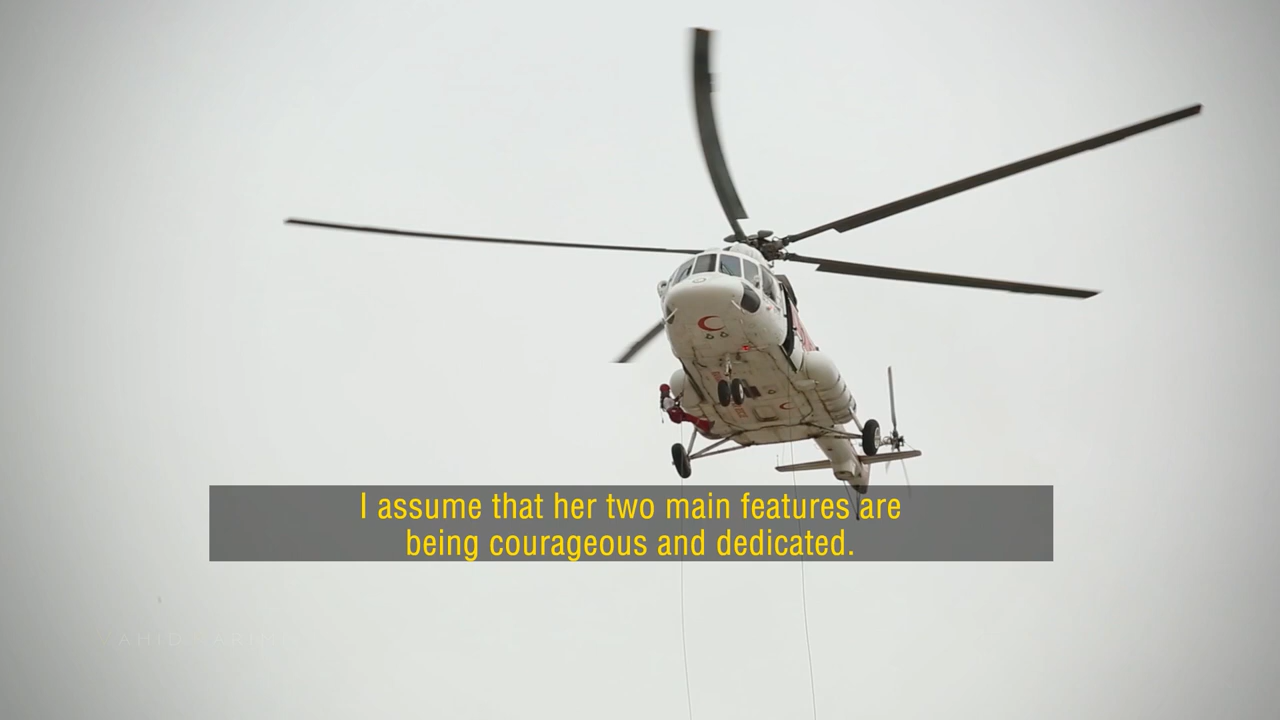 I assume that her two main features are
being courageous and dedicated.